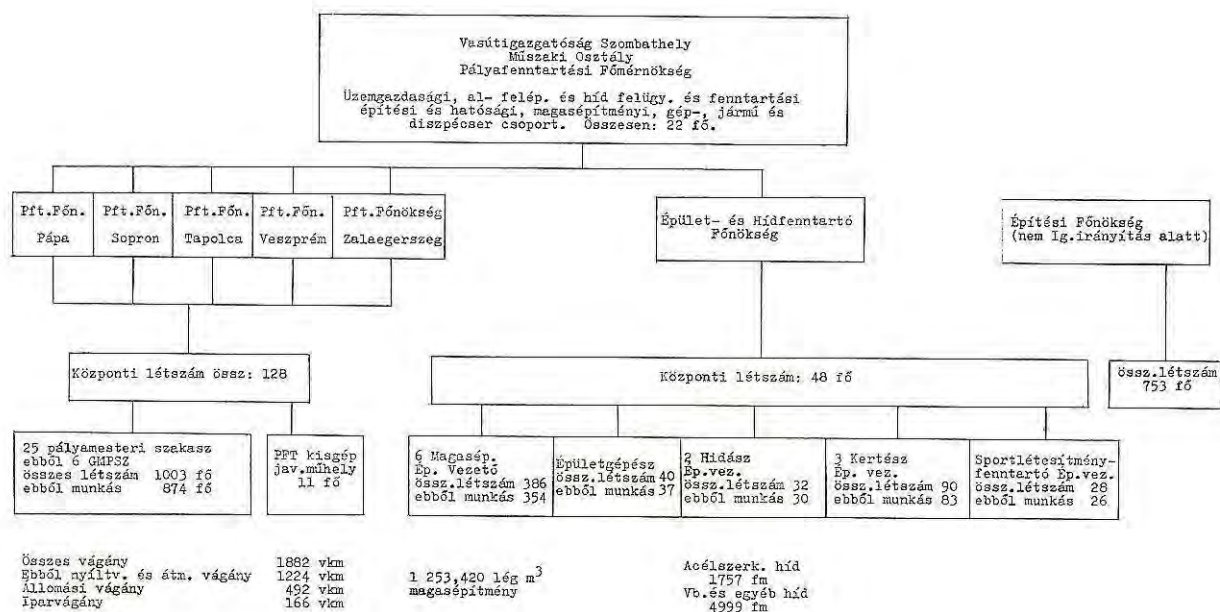 Vasútigazgatóság Szombathely
Műszaki Osztály
Pályafenntartási Főmérnökség
Üzemgazdasági, al- felép. és híd felügy. és fenntartási
építési és hatósági, magasépítményi, gép-, jármű és
diszpécser csoport. Összesen: 22 fő.
Pft.Főn.
Pápa
Pft.Főn.
Sopron
Pft.Főn.
Tapolca
Pft.Főn.
Veszprém
Pft.Főnökség
Zalaegerszeg
Épület- és Hídfenntartó
Főnökség
Építési Főnökség
(nem Ig.irányítás alatt)
Központi létszám össz: 128
Központi létszám: 48 fő
össz.létszám
753 fő
25 pályamesteri szakasz
ebből 6 GMPSZ
összes létszám 1003 fő
ebből munkás 874 fő
PFT kisgép
jav.műhely
11 fő
6 Magasép.
Ép. Vezető
össz.létszám 386
ebből munkás 354
Épületgépész
össz.létszám 40
ebből munkás 37
2 Hidász
Ép.vez.
össz.létszám 32
ebből munkás 30
3 Kertész
Ép. vez.
össz.létszám 90
ebből munkás 83
Sportlétesítmény-
fenntartó Ép.vez.
össz.létszám 28
ebből munkás 26
Összes vágány 1882 vkm
Ebből nyíltv. és átm. vágány 1224 vkm
Állomási vágány 492 vkm
Iparvágány 166 vkm
1 253,420 lég m³
magasépítmény
Acélszerk. híd
1757 fm
Vb.és egyéb híd
4999 fm